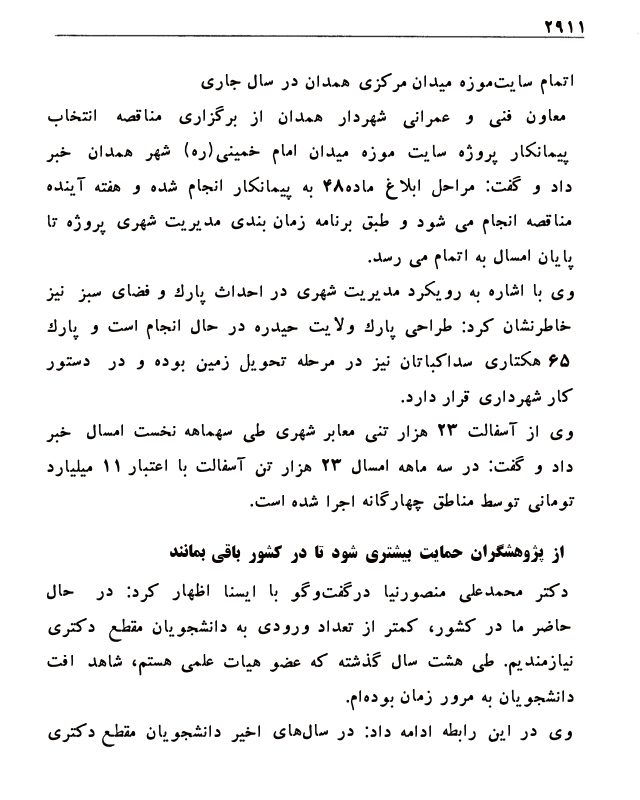 ۲۹۱۱
اتمام سایت‌موزه میدان مرکزی همدان در سال جاری
معاون فنی و عمرانی شهردار همدان از برگزاری مناقصه انتخاب
پیمانکار پروژه سایت موزه میدان امام خمینی(ره) شهر همدان خبر
داد و گفت: مراحل ابلاغ ماده۴۸ به پیمانکار انجام شده و هفته آینده
مناقصه انجام می شود و طبق برنامه زمان بندی مدیریت شهری پروژه تا
پایان امسال به اتمام می رسد.
وی با اشاره به رویکرد مدیریت شهری در احداث پارك و فضای سبز نیز
خاطرنشان کرد: طراحی پارك ولایت حیدره در حال انجام است و پارك
۶۵ هکتاری سداکباتان نیز در مرحله تحویل زمین بوده و در دستور
کار شهرداری قرار دارد.
وی از آسفالت ۲۳ هزار تنی معابر شهری طی سهماهه نخست امسال خبر
داد و گفت: در سه ماهه امسال ۲۳ هزار تن آسفالت با اعتبار ۱۱ میلیارد
تومانی توسط مناطق چهارگانه اجرا شده است.
از پژوهشگران حمایت بیشتری شود تا در کشور باقی بمانند
دکتر محمدعلی منصورنیا درگفت‌وگو با ایسنا اظهار کرد: در حال
حاضر ما در کشور، کمتر از تعداد ورودی به دانشجویان مقطع دکتری
نیازمندیم. طی هشت سال گذشته که عضو هیات علمی هستم، شاهد افت
دانشجویان به مرور زمان بوده‌ام.
وی در این رابطه ادامه داد: در سال‌های اخیر دانشجویان مقطع دکتری